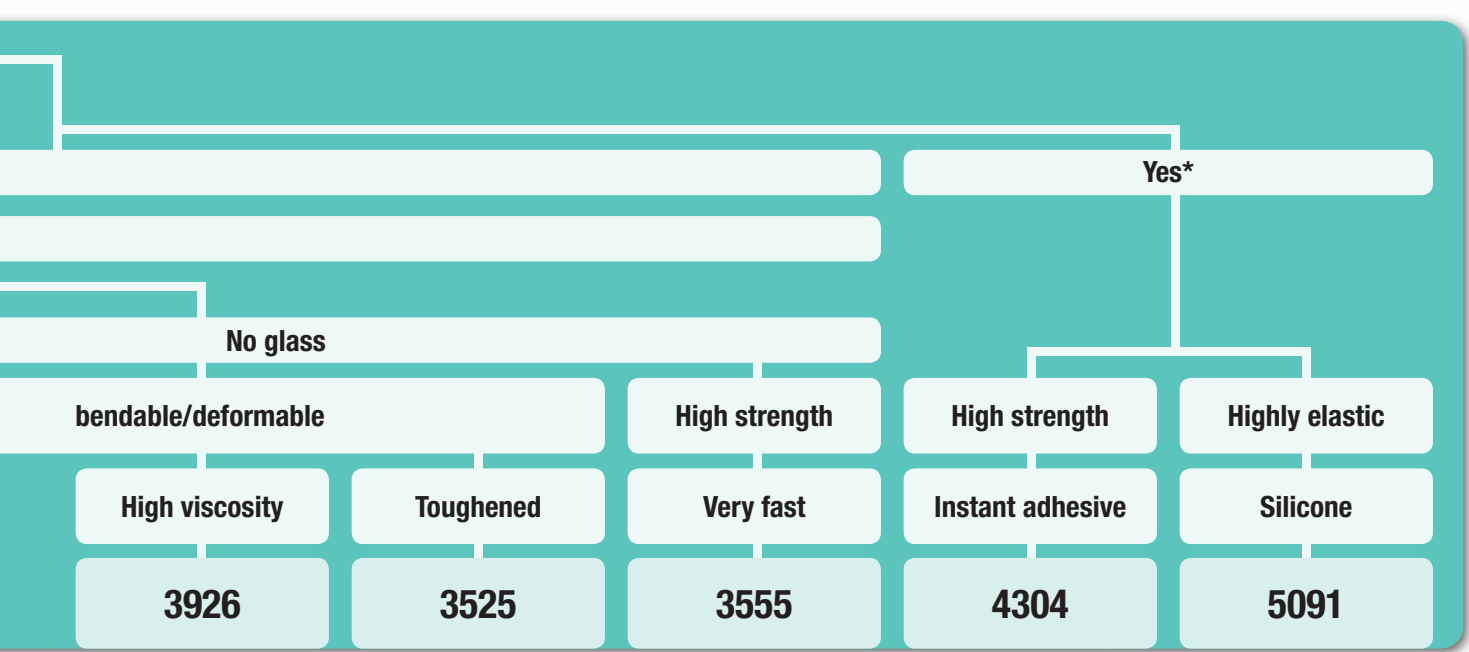 Yes*
No glass
bendable/deformable
High strength
High strength
Highly elastic
High viscosity
Toughened
Very fast
Instant adhesive
Silicone
3926
3525
3555
4304
5091